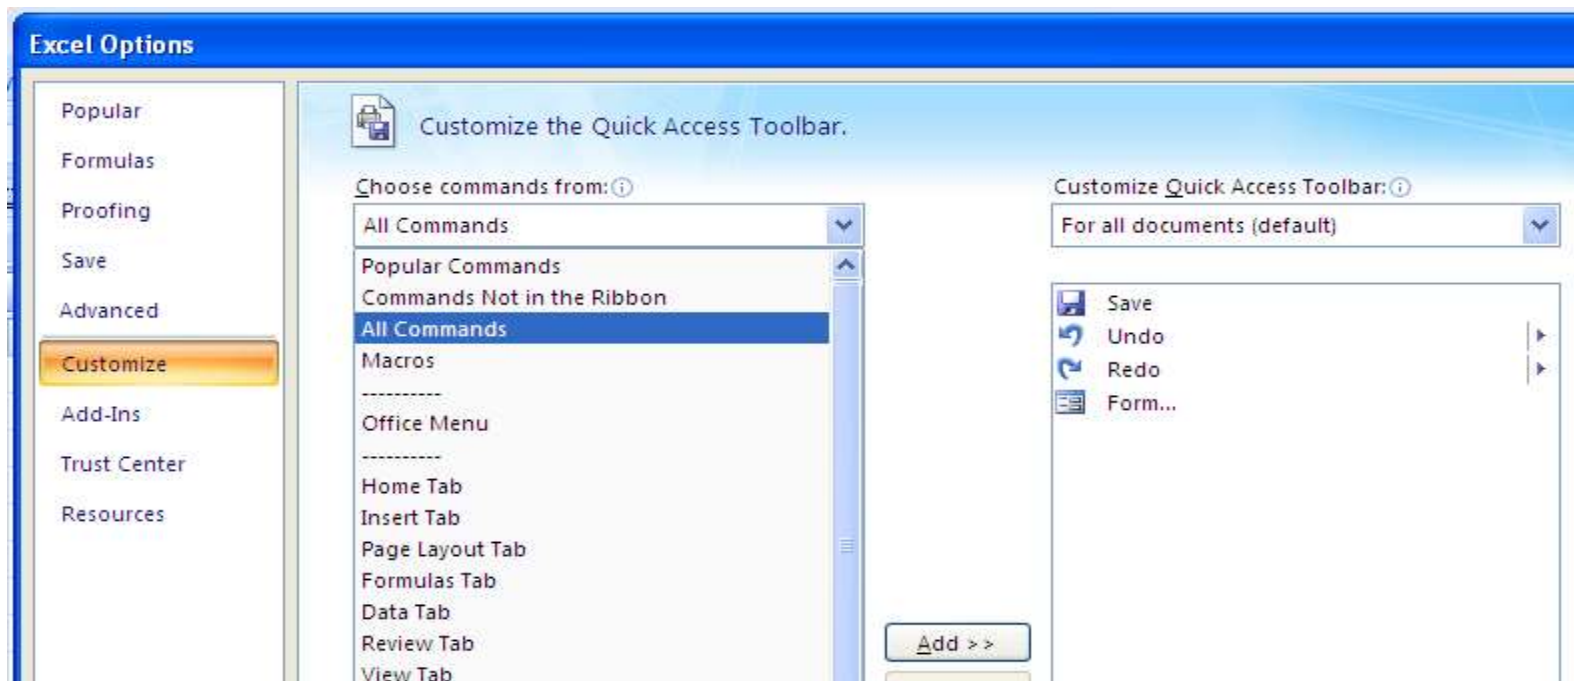 Excel Options
Popular
Formulas
Proofing
Save
Advanced
Customize
Add-Ins
Trust Center
Resources
Customize the Quick Access Toolbar.
Choose commands from:
All Commands
Popular Commands
Commands Not in the Ribbon
All Commands
Macros
----------
Office Menu
----------
Home Tab
Insert Tab
Page Layout Tab
Formulas Tab
Data Tab
Review Tab
View Tab
Add >>
Customize Quick Access Toolbar:
For all documents (default)
Save
Undo
Redo
Form...